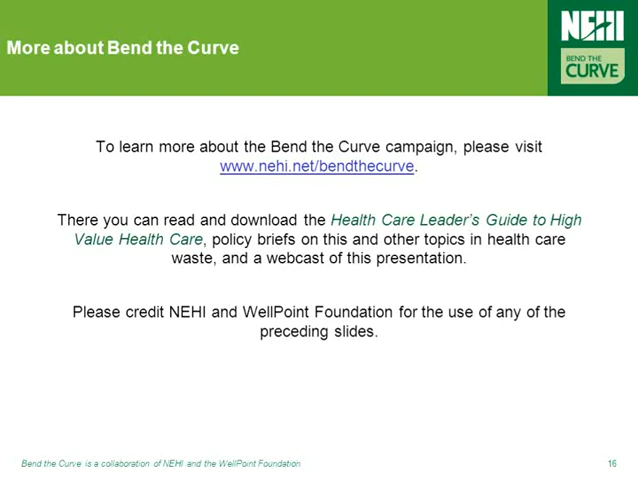 More about Bend the Curve
NEHI
BEND THE
CURVE
To learn more about the Bend the Curve campaign, please visit
www.nehi.net/bendthecurve.
There you can read and download the Health Care Leader's Guide to High
Value Health Care, policy briefs on this and other topics in health care
waste, and a webcast of this presentation.
Please credit NEHI and WellPoint Foundation for the use of any of the
preceding slides.
Bend the Curve is a collaboration of NEHI and the WellPoint Foundation
16